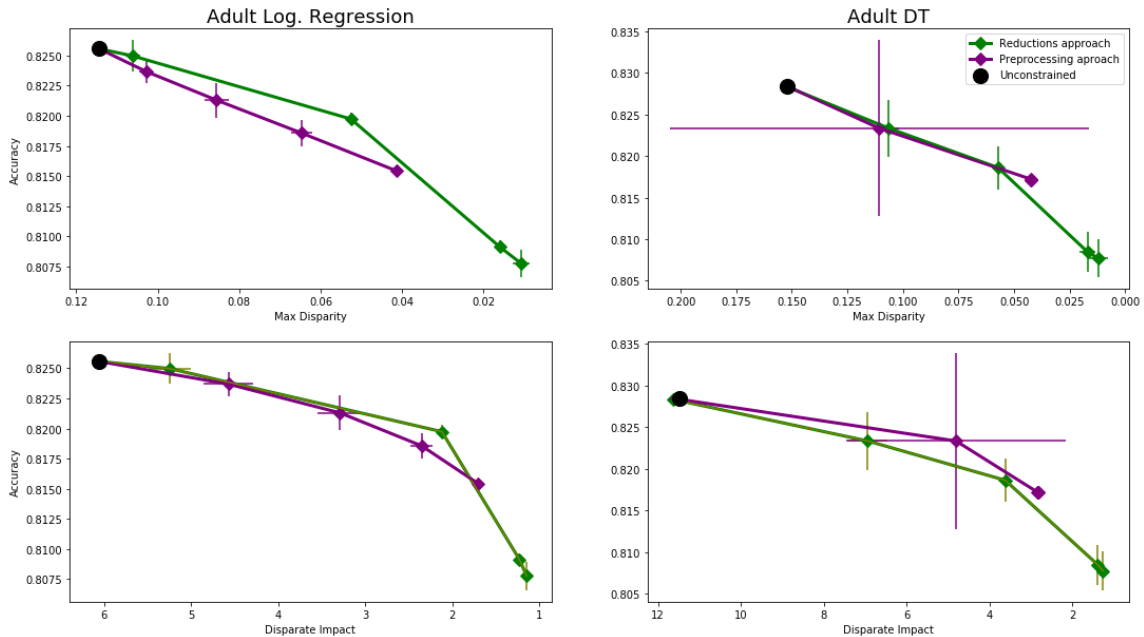 Adult Log. Regression
Accuracy
0.8250
0.8225
0.8200
0.8175
0.8150
0.8125
0.8100
0.8075
0.12 0.10 0.08 0.06 0.04 0.02
Max Disparity
Adult DT
0.835
0.830
0.825
0.820
0.815
0.810
0.805
Reductions approach
Preprocessing aproach
Unconstrained
0.200 0.175 0.150 0.125 0.100 0.075 0.050 0.025 0.000
Max Disparity
Accuracy
0.8250
0.8225
0.8200
0.8175
0.8150
0.8125
0.8100
0.8075
6 5 4 3 2 1
Disparate Impact
0.835
0.830
0.825
0.820
0.815
0.810
0.805
12 10 8 6 4 2
Disparate Impact